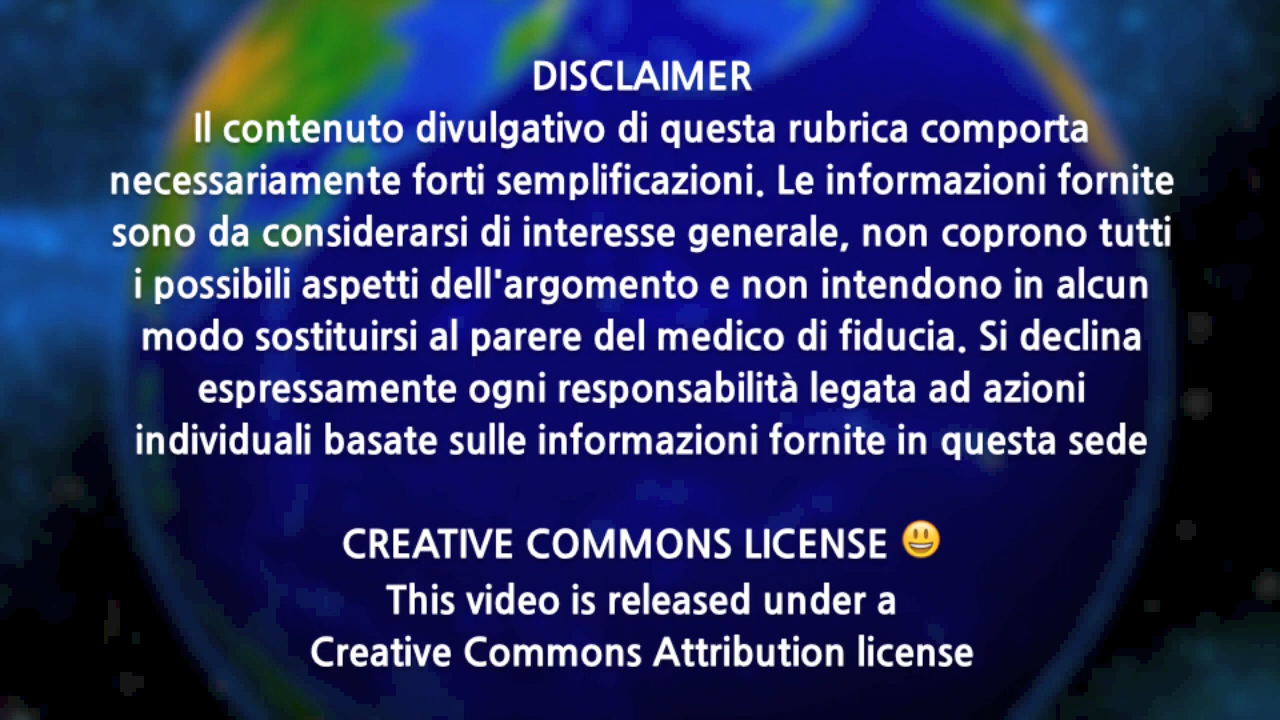 DISCLAIMER
Il contenuto divulgativo di questa rubrica comporta
necessariamente forti semplificazioni. Le informazioni fornite
sono da considerarsi di interesse generale, non coprono tutti
i possibili aspetti dell'argomento e non intendono in alcun
modo sostituirsi al parere del medico di fiducia. Si declina
espressamente ogni responsabilità legata ad azioni
individuali basate sulle informazioni fornite in questa sede
CREATIVE COMMONS LICENSE 😃
This video is released under a
Creative Commons Attribution license